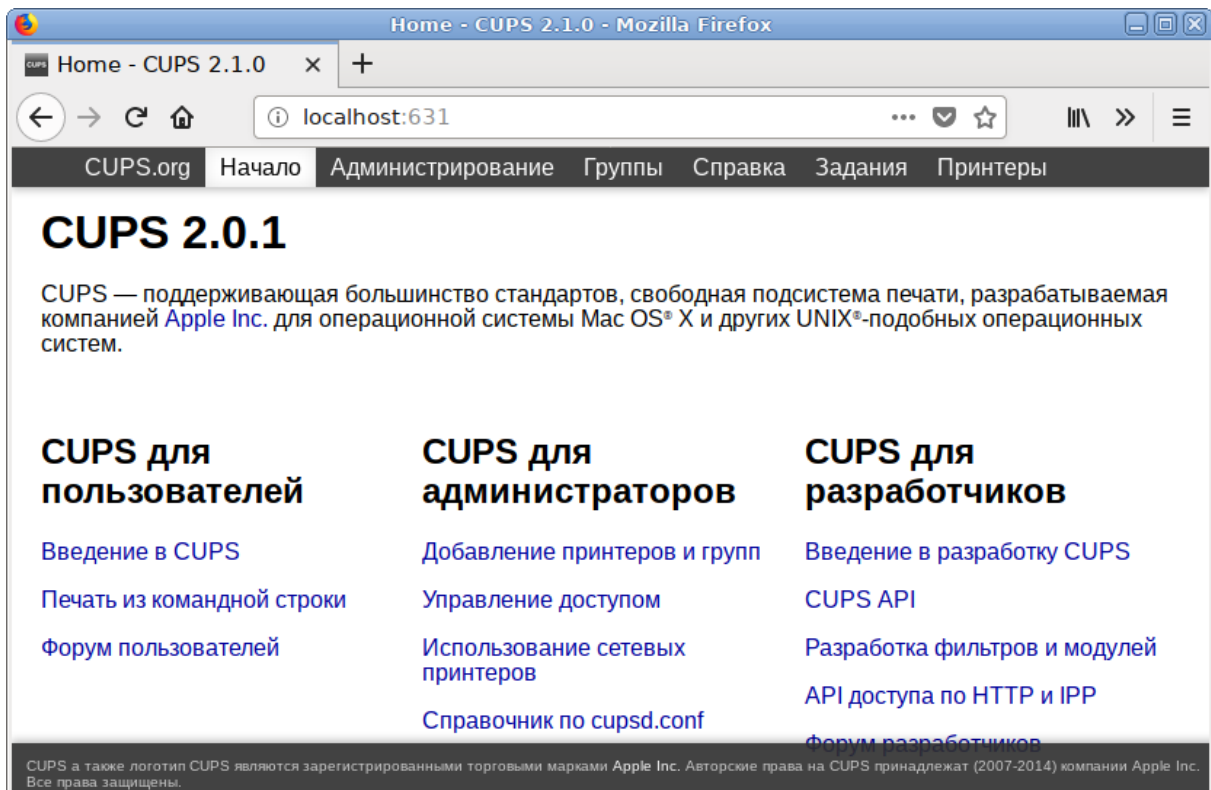 Home - CUPS 2.1.0 - Mozilla Firefox
CUPS Home - CUPS 2.1.0
localhost:631
CUPS.org Начало Администрирование Группы Справка Задания Принтеры
CUPS 2.0.1
CUPS — поддерживающая большинство стандартов, свободная подсистема печати, разрабатываемая
компанией Apple Inc. для операционной системы Mac OS® X и других UNIX®-подобных операционных
систем.
CUPS для
пользователей
Введение в CUPS
Печать из командной строки
Форум пользователей
CUPS для
администраторов
Добавление принтеров и групп
Управление доступом
Использование сетевых
принтеров
Справочник по cupsd.conf
CUPS для
разработчиков
Введение в разработку CUPS
CUPS API
Разработка фильтров и модулей
API доступа по HTTP и IPP
Форум разработчиков
CUPS а также логотип CUPS являются зарегистрированными торговыми марками Apple Inc. Авторские права на CUPS принадлежат (2007-2014) компании Apple Inc.
Все права защищены.